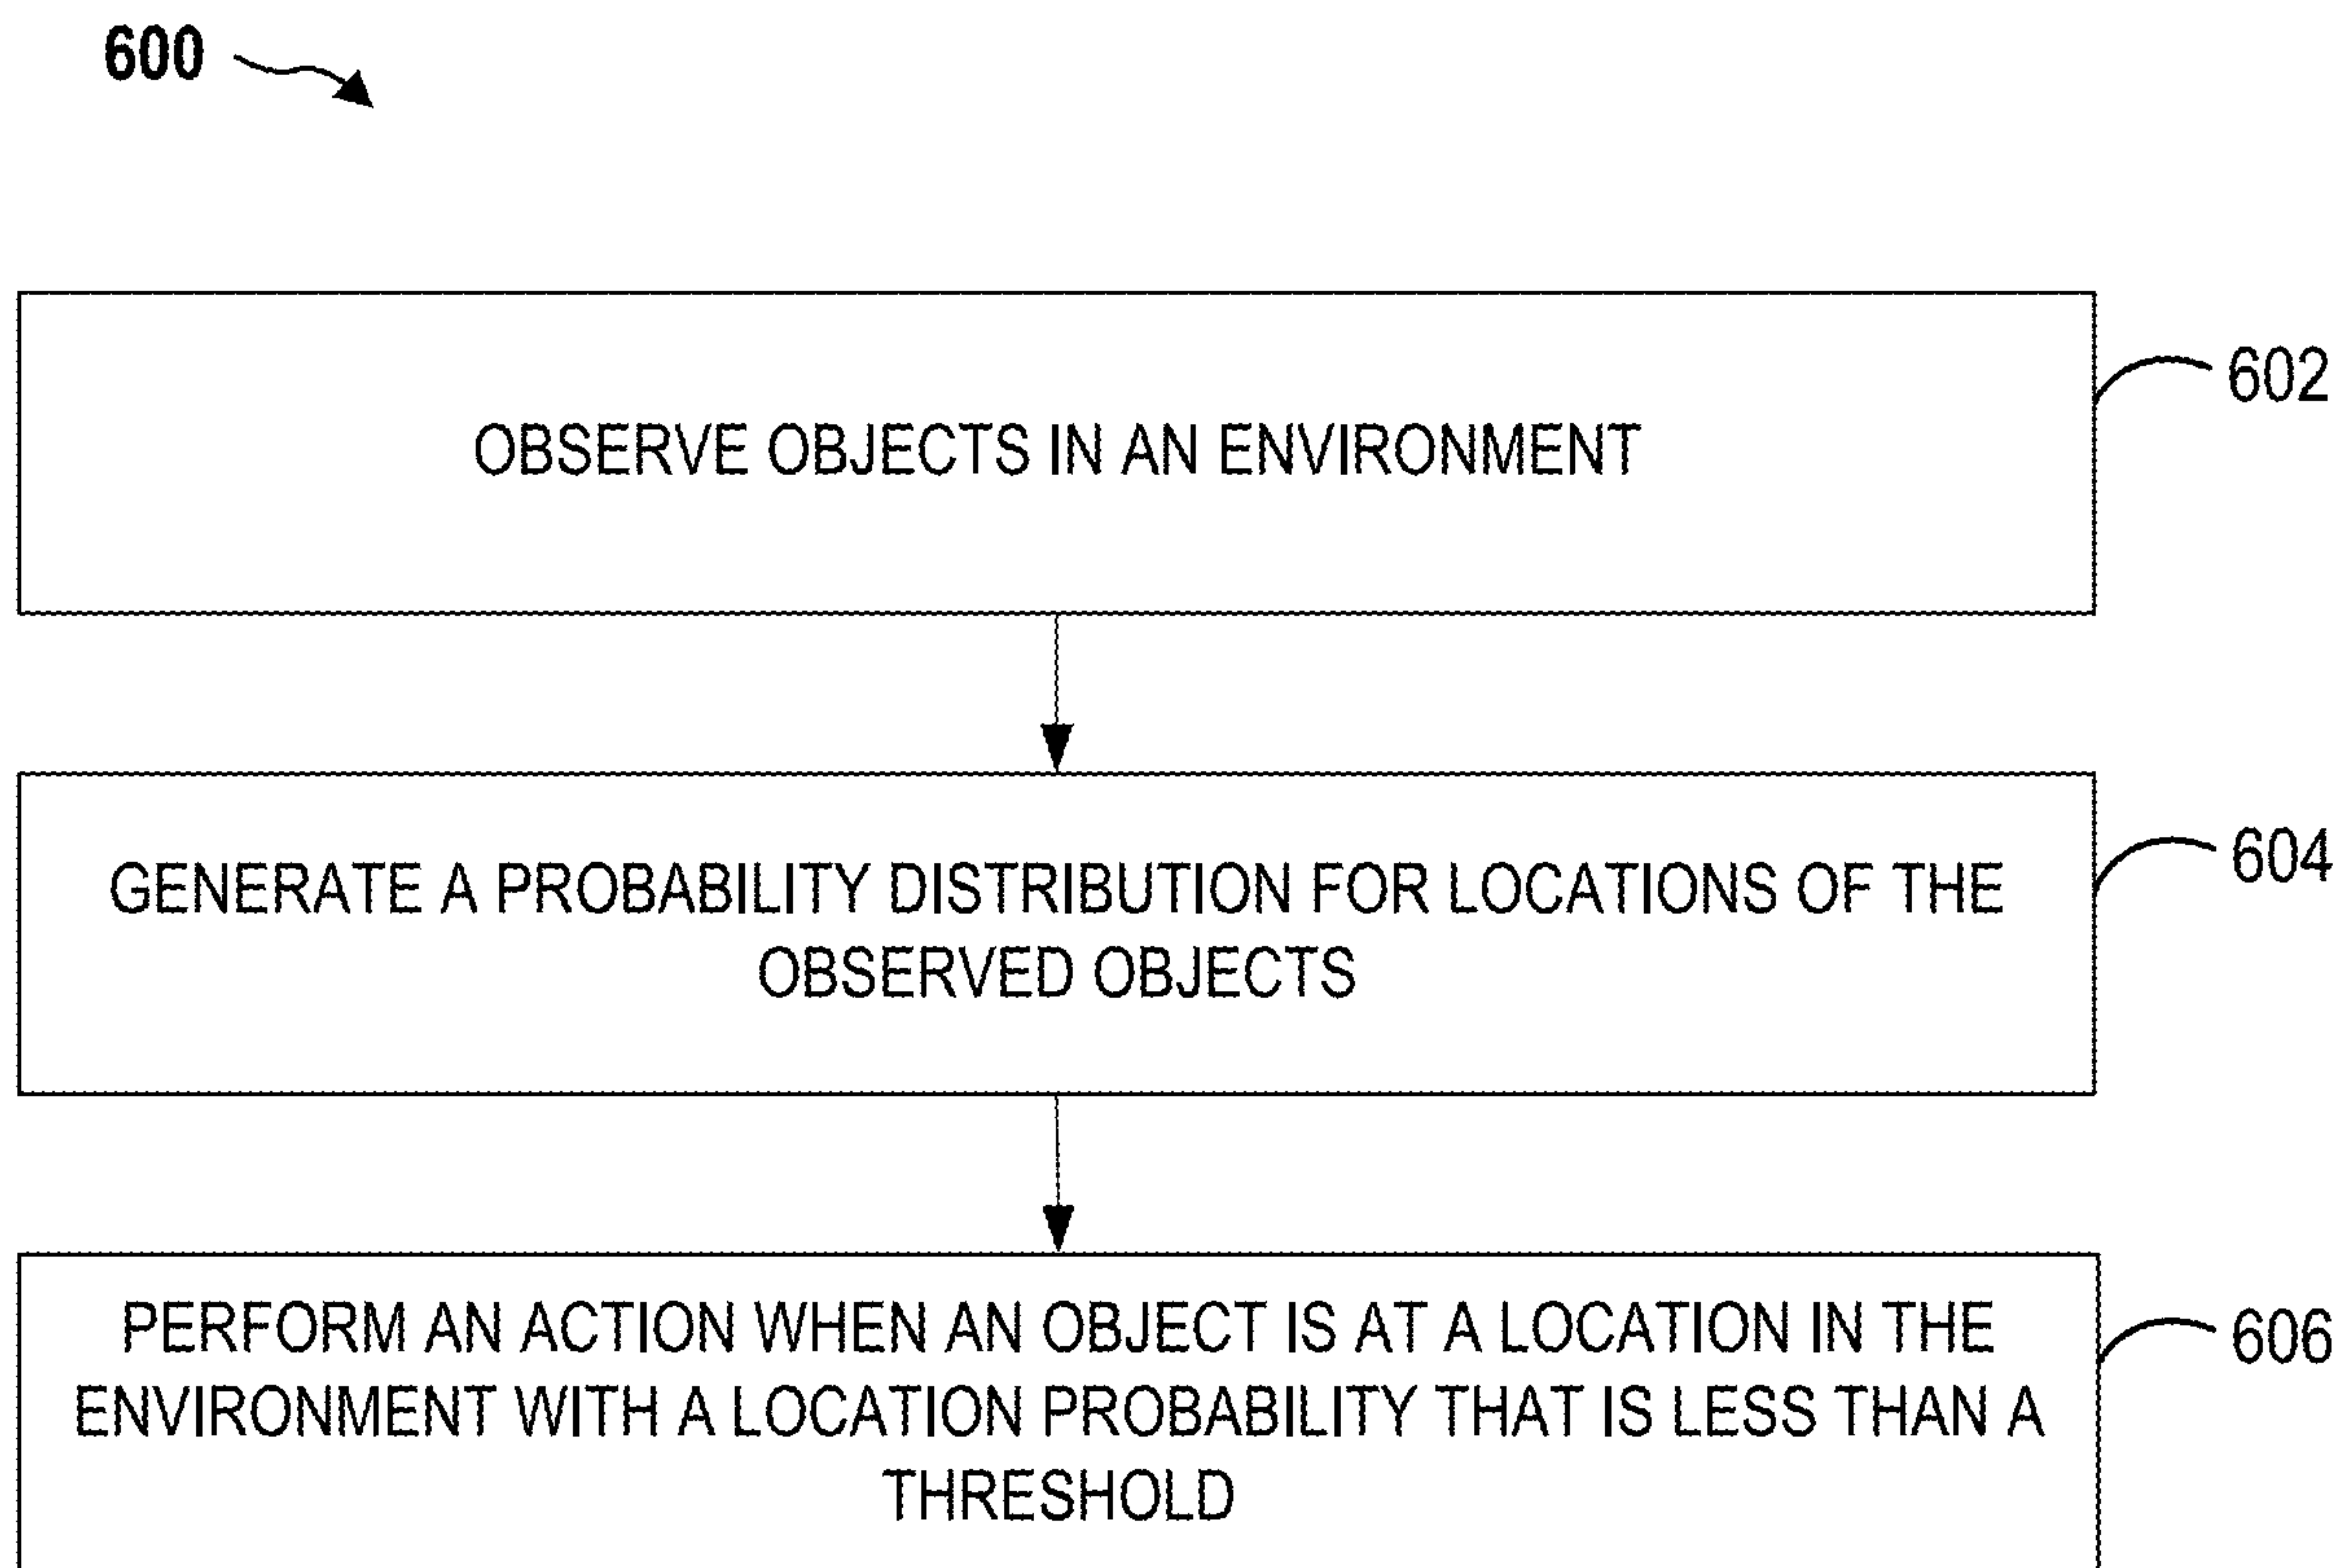 600
OBSERVE OBJECTS IN AN ENVIRONMENT
602
GENERATE A PROBABILITY DISTRIBUTION FOR LOCATIONS OF THE
OBSERVED OBJECTS
604
PERFORM AN ACTION WHEN AN OBJECT IS AT A LOCATION IN THE
ENVIRONMENT WITH A LOCATION PROBABILITY THAT IS LESS THAN A
THRESHOLD
606